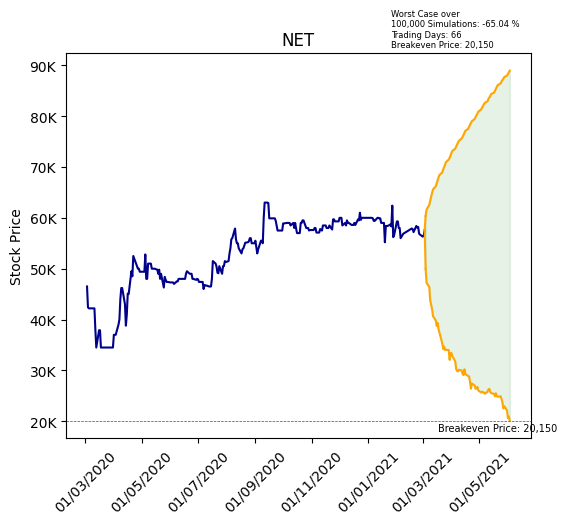 Worst Case over
100,000 Simulations: -65.04 %
Trading Days: 66
Breakeven Price: 20,150
NET
Stock Price
90K
80K
70K
60K
50K
40K
30K
20K
Breakeven Price: 20,150
01/03/2020
01/05/2020
01/07/2020
01/09/2020
01/11/2020
01/01/2021
01/03/2021
01/05/2021